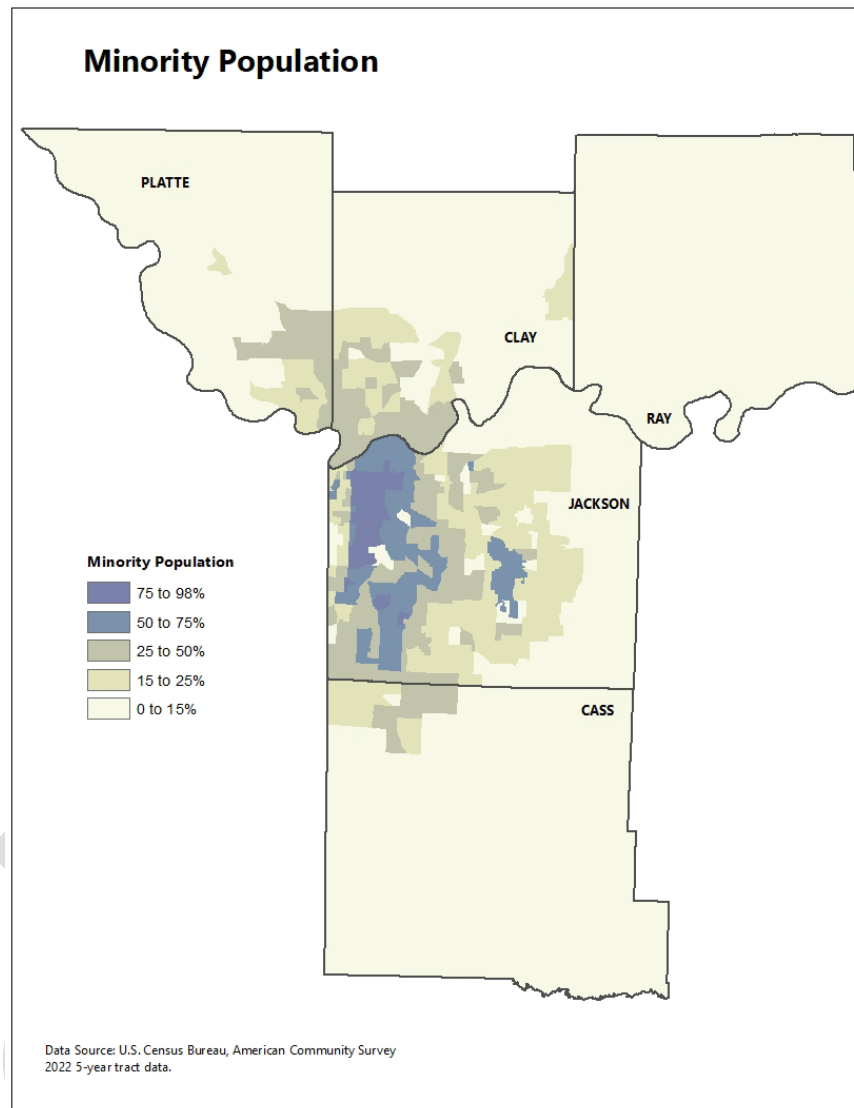 Minority Population
PLATTE
CLAY
RAY
JACKSON
Minority Population
75 to 98%
50 to 75%
25 to 50%
15 to 25%
0 to 15%
CASS
Data Source: U.S. Census Bureau, American Community Survey
2022 5-year tract data.